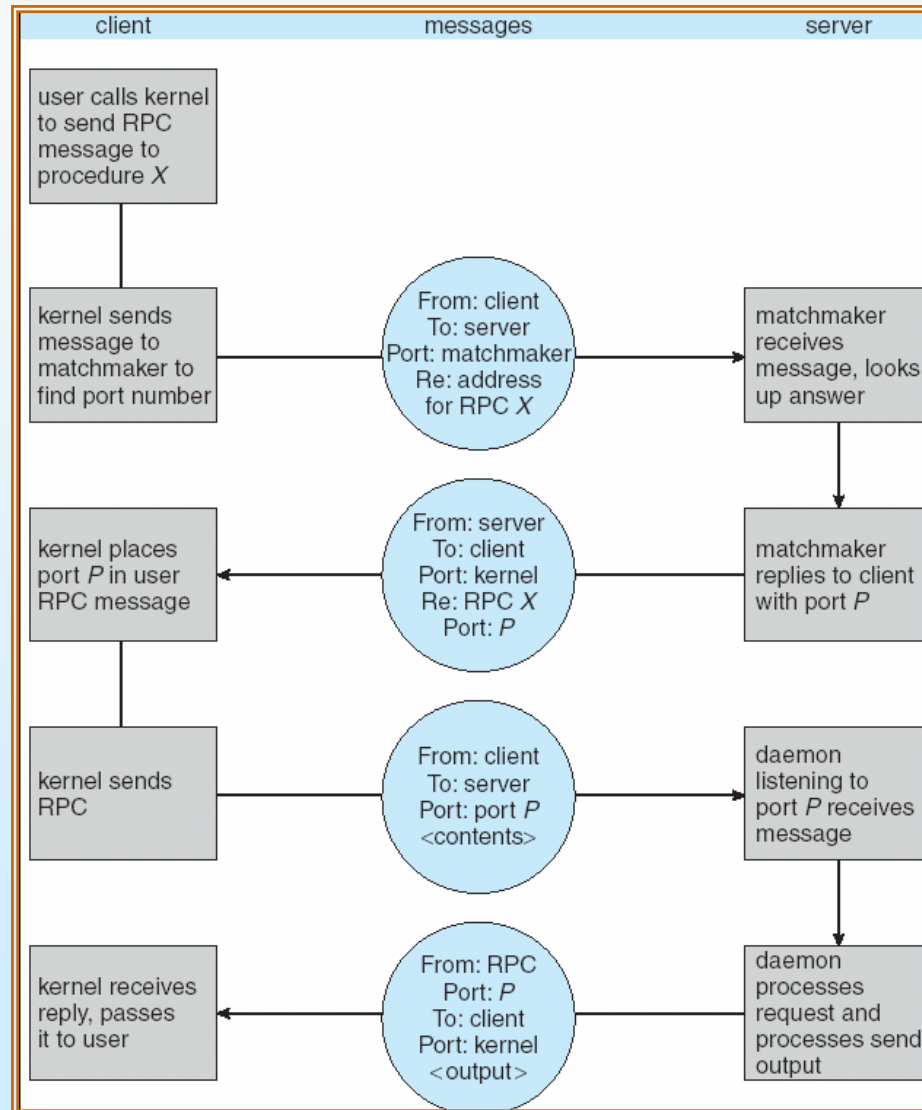 client
messages
server
user calls kernel
to send RPC
message to
procedure X
kernel sends
message to
matchmaker to
find port number
From: client
To: server
Port: matchmaker
Re: address
for RPC X
matchmaker
receives
message, looks
up answer
kernel places
port P in user
RPC message
From: server
To: client
Port: kernel
Re: RPC X
Port: P
matchmaker
replies to client
with port P
kernel sends
RPC
From: client
To: server
Port: port P
<contents>
daemon
listening to
port P receives
message
kernel receives
reply, passes
it to user
From: RPC
Port: P
To: client
Port: kernel
<output>
daemon
processes
request and
processes send
output